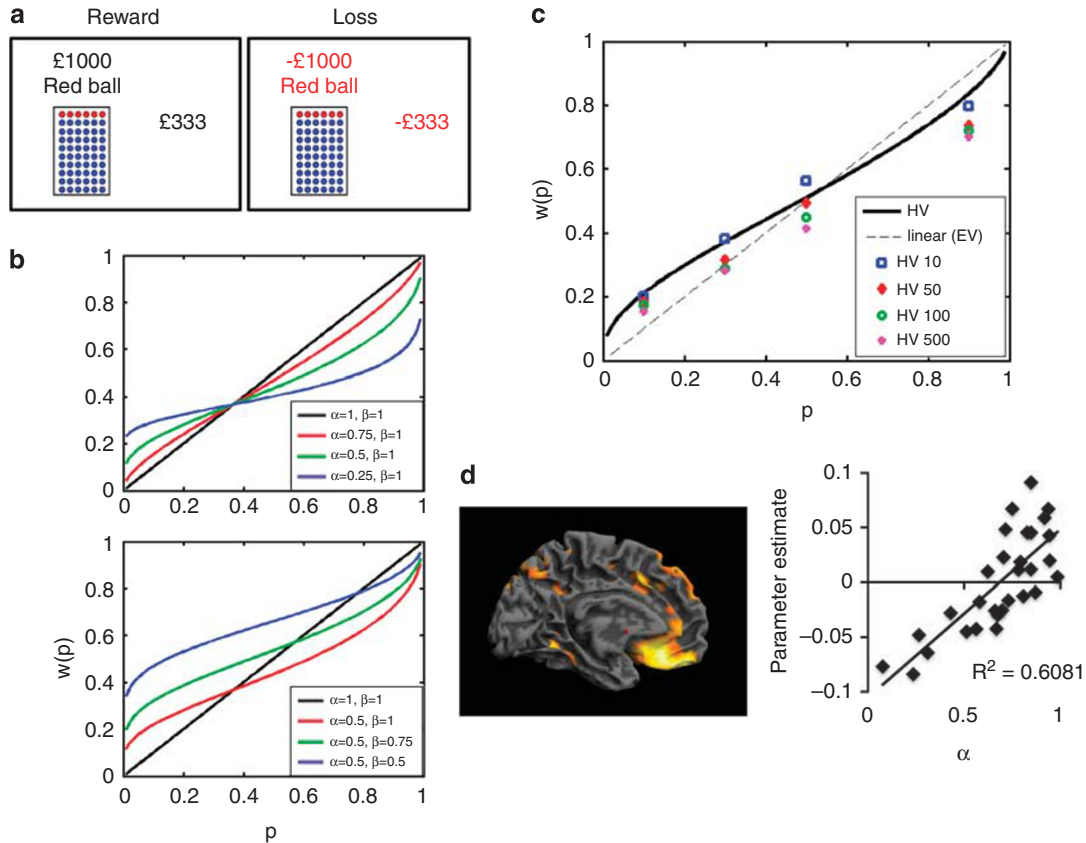 a
Reward
Loss
£1000
Red ball
£333
-£1000
Red ball
-£333
b
1
0.8
0.6
0.4
0.2
0
α=1, β=1
α=0.75, β=1
α=0.5, β=1
α=0.25, β=1
0 0.2 0.4 0.6 0.8 1
w(p)
1
0.8
0.6
0.4
0.2
0
α=1, β=1
α=0.5, β=1
α=0.5, β=0.75
α=0.5, β=0.5
0 0.2 0.4 0.6 0.8 1
p
c
w(p)
1
0.8
0.6
0.4
0.2
0
HV
linear (EV)
HV 10
HV 50
HV 100
HV 500
0 0.2 0.4 0.6 0.8 1
p
d
Parameter estimate
0.1
0.05
0
−0.05
−0.1
R² = 0.6081
0 0.5 1
α